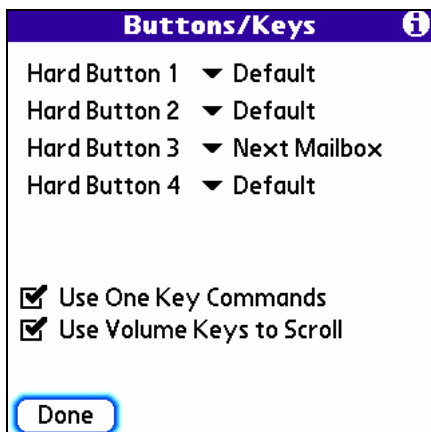 Buttons/Keys i
Hard Button 1 Default
Hard Button 2 Default
Hard Button 3 Next Mailbox
Hard Button 4 Default
Use One Key Commands
Use Volume Keys to Scroll
Done